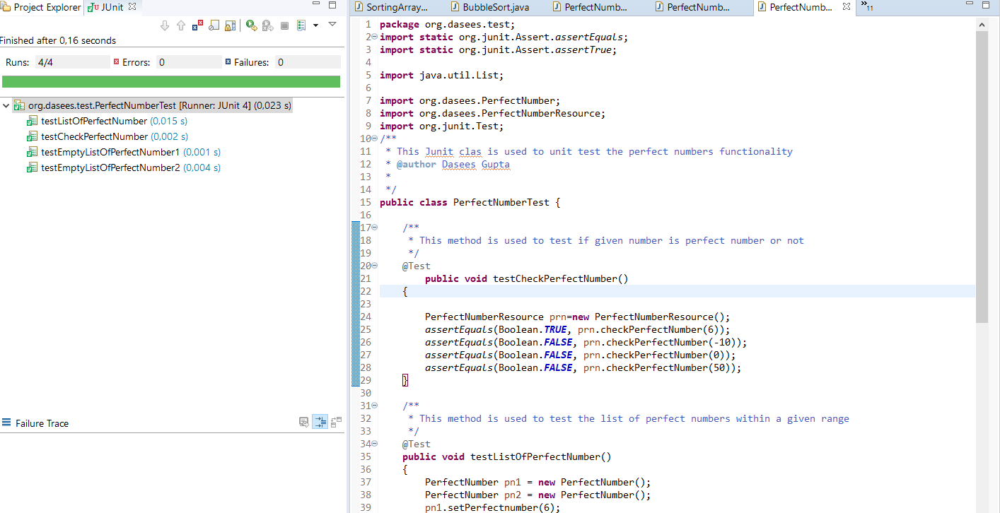 Project Explorer
JUnit
Finished after 0,16 seconds
Runs: 4/4 Errors: 0 Failures: 0
org.dasees.test.PerfectNumberTest [Runner: JUnit 4] (0,023 s)
testListOfPerfectNumber (0,015 s)
testCheckPerfectNumber (0,002 s)
testEmptyListOfPerfectNumber1 (0,001 s)
testEmptyListOfPerfectNumber2 (0,004 s)
Failure Trace
SortingArray...
BubbleSort.java
PerfectNumb...
PerfectNumb...
PerfectNumb...
»11
1 package org.dasees.test;
2 import static org.junit.Assert.assertEquals;
3 import static org.junit.Assert.assertTrue;
4
5 import java.util.List;
6
7 import org.dasees.PerfectNumber;
8 import org.dasees.PerfectNumberResource;
9 import org.junit.Test;
10 /**
11 * This Junit clas is used to unit test the perfect numbers functionality
12 * @author Dasees Gupta
13 *
14 */
15 public class PerfectNumberTest {
16
17 /**
18 * This method is used to test if given number is perfect number or not
19 */
20 @Test
21 public void testCheckPerfectNumber()
22 {
23
24 PerfectNumberResource prn=new PerfectNumberResource();
25 assertEquals(Boolean.TRUE, prn.checkPerfectNumber(6));
26 assertEquals(Boolean.FALSE, prn.checkPerfectNumber(-10));
27 assertEquals(Boolean.FALSE, prn.checkPerfectNumber(0));
28 assertEquals(Boolean.FALSE, prn.checkPerfectNumber(50));
29 }
30
31 /**
32 * This method is used to test the list of perfect numbers within a given range
33 */
34 @Test
35 public void testListOfPerfectNumber()
36 {
37 PerfectNumber pn1 = new PerfectNumber();
38 PerfectNumber pn2 = new PerfectNumber();
39 pn1.setPerfectnumber(6);